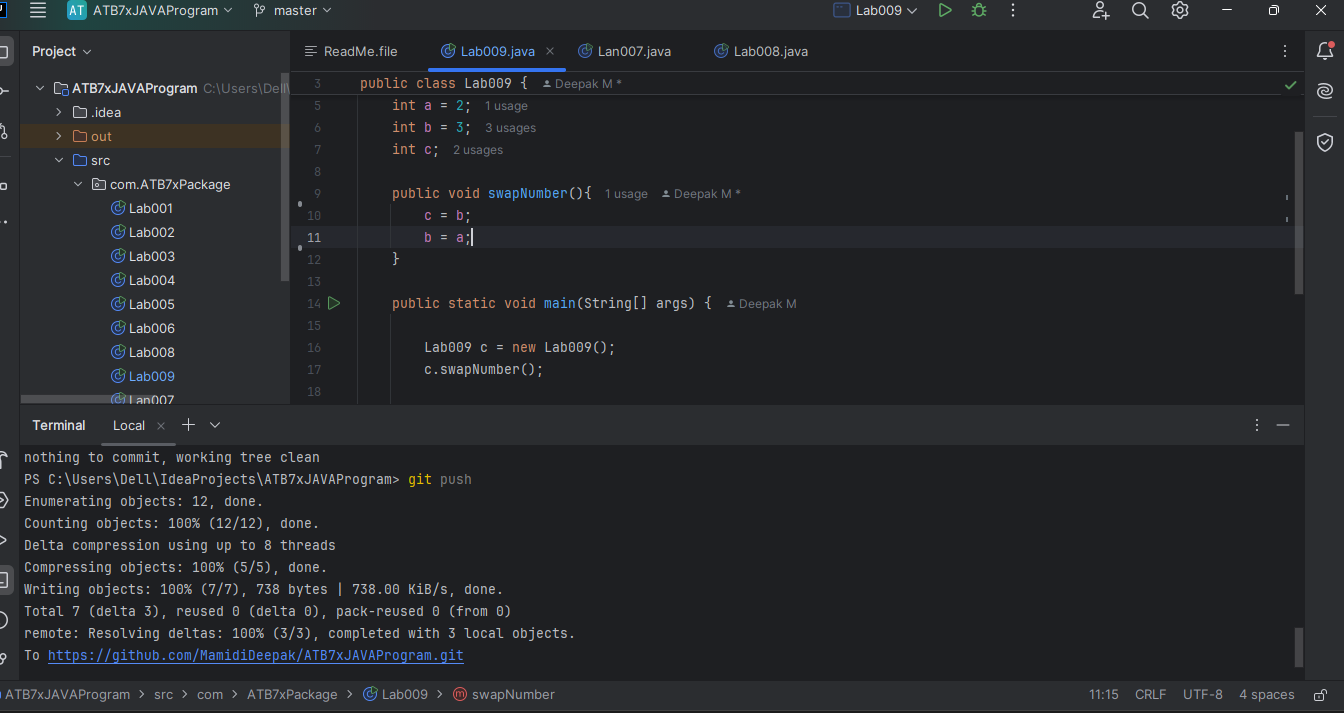 AT ATB7xJAVAProgram master Lab009
Project
ReadMe.file Lab009.java Lan007.java Lab008.java
ATB7xJAVAProgram C:\Users\Dell\
.idea
out
src
com.ATB7xPackage
Lab001
Lab002
Lab003
Lab004
Lab005
Lab006
Lab008
Lab009
Lan007
3 public class Lab009 { Deepak M *
5 int a = 2; 1 usage
6 int b = 3; 3 usages
7 int c; 2 usages
8
9 public void swapNumber(){ 1 usage Deepak M *
10 c = b;
11 b = a;
12 }
13
14 public static void main(String[] args) { Deepak M
15
16 Lab009 c = new Lab009();
17 c.swapNumber();
18
Terminal Local
nothing to commit, working tree clean
PS C:\Users\Dell\IdeaProjects\ATB7xJAVAProgram> git push
Enumerating objects: 12, done.
Counting objects: 100% (12/12), done.
Delta compression using up to 8 threads
Compressing objects: 100% (5/5), done.
Writing objects: 100% (7/7), 738 bytes | 738.00 KiB/s, done.
Total 7 (delta 3), reused 0 (delta 0), pack-reused 0 (from 0)
remote: Resolving deltas: 100% (3/3), completed with 3 local objects.
To https://github.com/MamidiDeepak/ATB7xJAVAProgram.git
ATB7xJAVAProgram > src > com > ATB7xPackage > Lab009 > m swapNumber 11:15 CRLF UTF-8 4 spaces